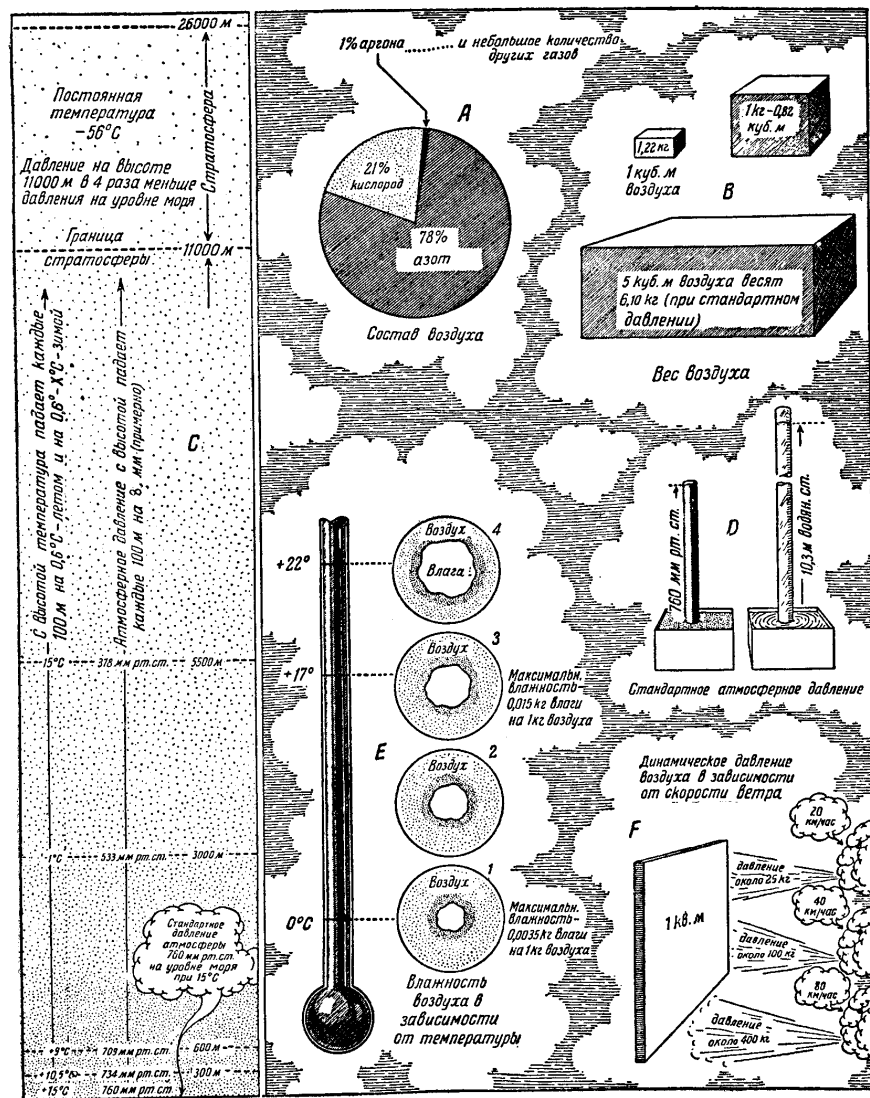 26000 м
Стратосфера
Постоянная
температура
-56°С
Давление на высоте
11000 м в 4 раза меньше
давления на уровне моря
Граница
стратосферы
11000 м
С высотой температура падает каждые
100 м на 0,6°С-летом и на 0,6°-X°С-зимой
Атмосферное давление с высотой падает
каждые 100 м на 8, мм (примерно)
C
-15°С 378 мм рт.ст. 5500 м
-1°С 533 мм рт.ст. 3000 м
Стандартное
давление
атмосферы
760 мм рт.ст.
на уровне моря
при 15°С
+9°С 709 мм рт.ст. 600 м
+10,5°С 734 мм рт.ст. 300 м
+15°С 760 мм рт.ст.
1% аргона ......... и небольшое количество
других газов
A
21%
кислород
78%
азот
Состав воздуха
1,22 кг
1 куб. м
воздуха
1 кг-0,82
куб. м
B
5 куб. м воздуха весят
6,10 кг (при стандартном
давлении)
Вес воздуха
760 мм рт. ст.
D
10,3 м водян. ст.
Стандартное атмосферное давление
+22°
+17°
0°С
E
Воздух 4
Влага
Воздух 3
Максимальн.
влажность-
0,015 кг влаги
на 1 кг воздуха
Воздух 2
Воздух 1
Максимальн.
влажность-
0,0035 кг влаги
на 1 кг воздуха
Влажность
воздуха в
зависимости
от температуры
Динамическое давление
воздуха в зависимости
от скорости ветра
F
1 кв. м
20
км/час
давление
около 25 кг
40
км/час
давление
около 100 кг
80
км/час
давление
около 400 кг